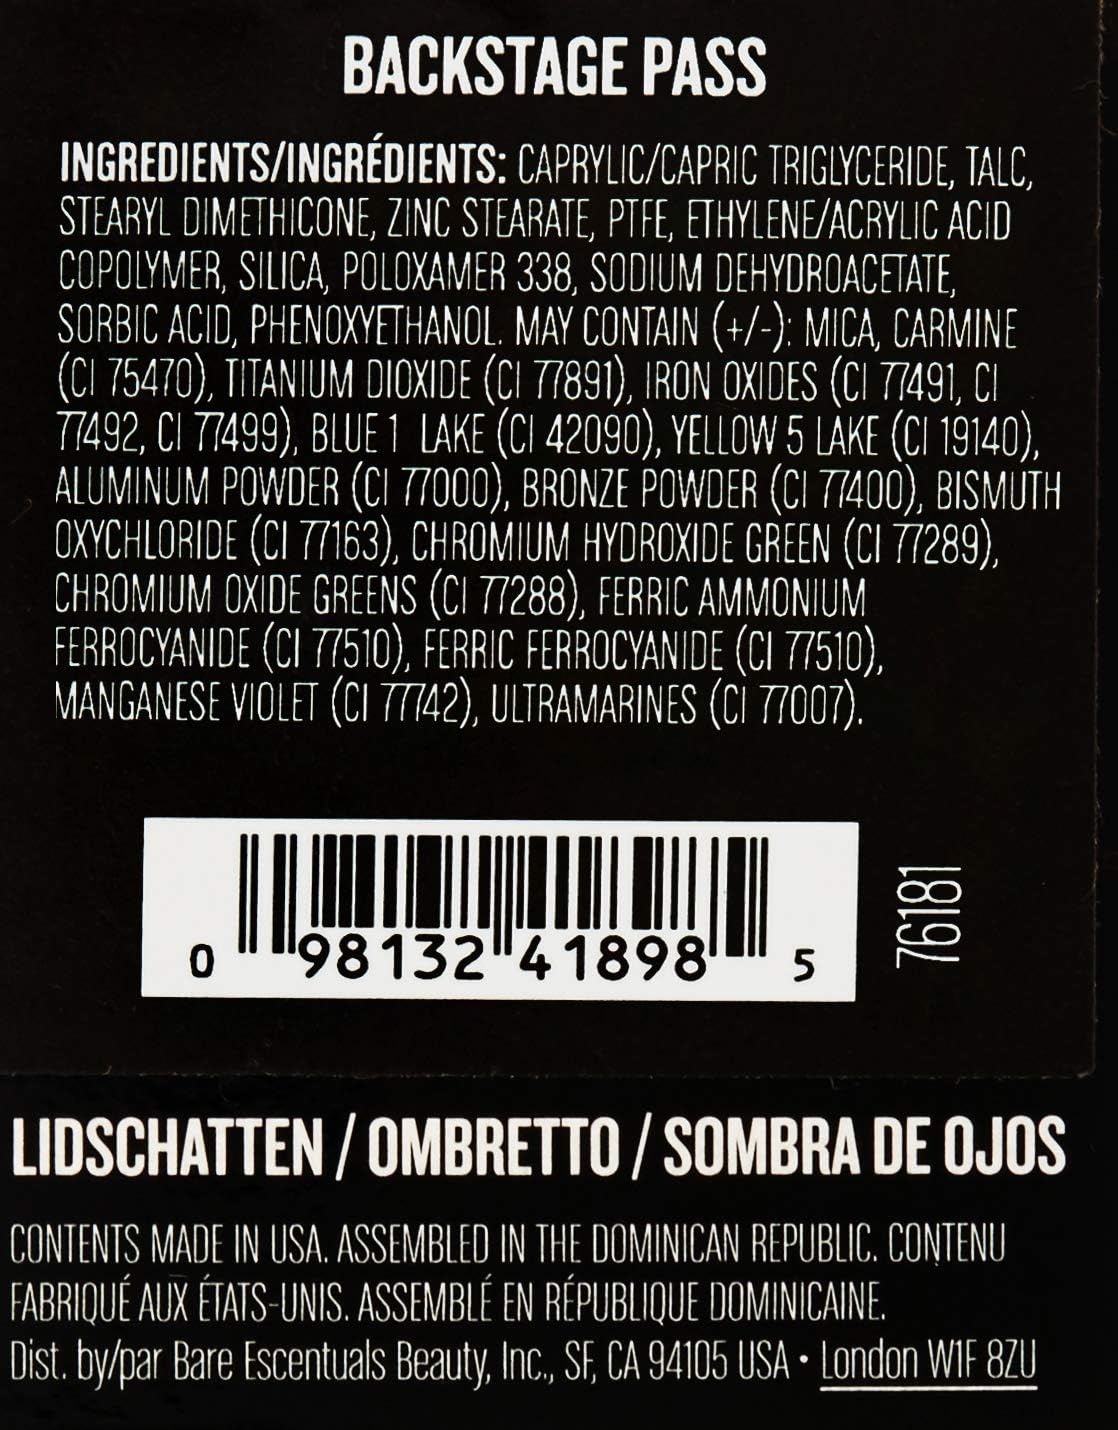 BACKSTAGE PASS
INGREDIENTS/INGRÉDIENTS: CAPRYLIC/CAPRIC TRIGLYCERIDE, TALC,
STEARYL DIMETHICONE, ZINC STEARATE, PTFE, ETHYLENE/ACRYLIC ACID
COPOLYMER, SILICA, POLOXAMER 338, SODIUM DEHYDROACETATE,
SORBIC ACID, PHENOXYETHANOL. MAY CONTAIN (+/-): MICA, CARMINE
(CI 75470), TITANIUM DIOXIDE (CI 77891), IRON OXIDES (CI 77491, CI
77492, CI 77499), BLUE 1 LAKE (CI 42090), YELLOW 5 LAKE (CI 19140),
ALUMINUM POWDER (CI 77000), BRONZE POWDER (CI 77400), BISMUTH
OXYCHLORIDE (CI 77163), CHROMIUM HYDROXIDE GREEN (CI 77289),
CHROMIUM OXIDE GREENS (CI 77288), FERRIC AMMONIUM
FERROCYANIDE (CI 77510), FERRIC FERROCYANIDE (CI 77510),
MANGANESE VIOLET (CI 77742), ULTRAMARINES (CI 77007).
0 98132 41898 5
76181
LIDSCHATTEN / OMBRETTO / SOMBRA DE OJOS
CONTENTS MADE IN USA. ASSEMBLED IN THE DOMINICAN REPUBLIC. CONTENU
FABRIQUÉ AUX ÉTATS-UNIS. ASSEMBLÉ EN RÉPUBLIQUE DOMINICAINE.
Dist. by/par Bare Escentuals Beauty, Inc., SF, CA 94105 USA • London W1F 8ZU